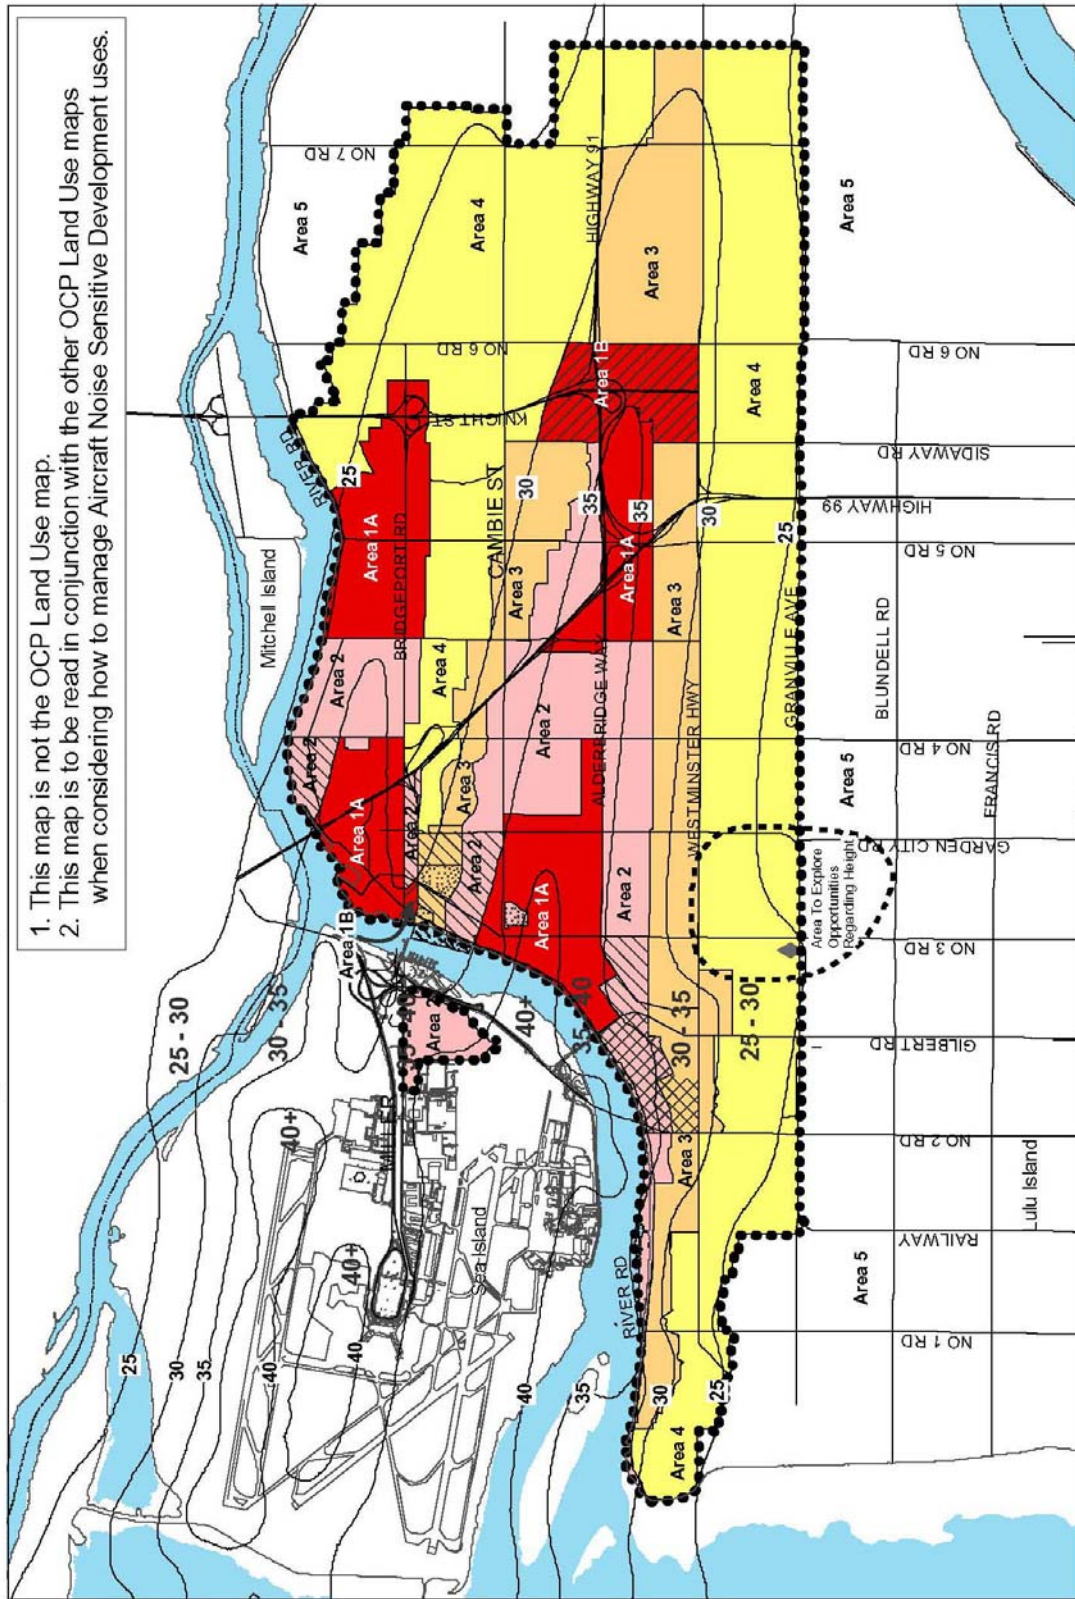 1. This map is not the OCP Land Use map.
2. This map is to be read in conjunction with the other OCP Land Use maps
when considering how to manage Aircraft Noise Sensitive Development uses.
25
30
35
40
40
40+
40+
25 - 30
30 - 35
MILLER
Sea Island
40
35
40+
35 - 40
Area 2
Area 1B
Mitchell Island
RIVER RD
Area 5
NO 7 RD
Area 4
25
Area 1A
Area 2
Area 2
Area 1A
BRIDGEPORT RD
KNIGHT ST
NO 6 RD
CAMBIE ST
Area 4
Area 3
Area 3
Area 2
Area 2
30
35
35
30
25
HIGHWAY 91
Area 3
Area 1B
Area 1A
Area 2
ALDERBRIDGE WAY
Area 1A
Area 2
Area 3
WESTMINSTER HWY
Area 4
30 - 35
25 - 30
RIVER RD
Area 3
30
25
Area 4
GRANVILLE AVE
Area To Explore
Opportunities
Regarding Height
Area 5
Area 5
Area 5
NO 1 RD
RAILWAY
NO 2 RD
GILBERT RD
NO 3 RD
GARDEN CITY RD
NO 4 RD
NO 5 RD
HIGHWAY 99
SIDAWAY RD
NO 6 RD
BLUNDELL RD
FRANCIS RD
Lulu Island